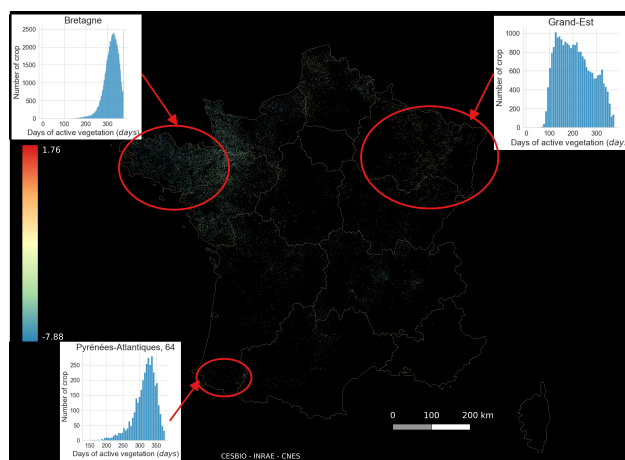 Bretagne
2500
2000
1500
1000
500
0
Number of crop
0 100 200 300
Days of active vegetation (days)
Grand-Est
1000
800
600
400
200
0
Number of crop
0 100 200 300
Days of active vegetation (days)
1.76
-7.88
Pyrénées-Atlantiques, 64
250
200
150
100
50
0
Number of crop
150 200 250 300 350
Days of active vegetation (days)
0 100 200 km
CESBIO - INRAE - CNES